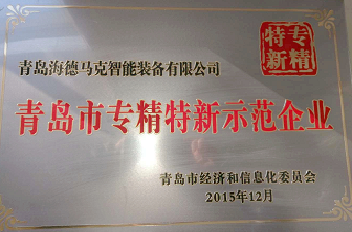 青岛海德马克智能装备有限公司
专精特新
青岛市专精特新示范企业
青岛市经济和信息化委员会
2015年12月